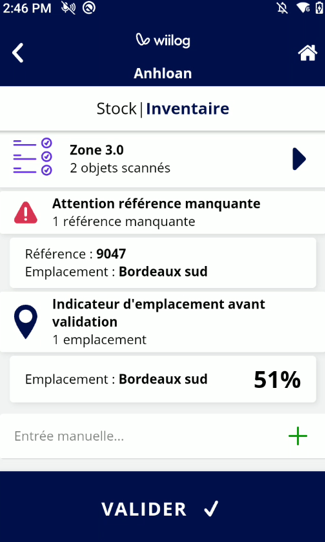 2:46 PM
wiilog
Anhloan
Stock|Inventaire
Zone 3.0
2 objets scannés
Attention référence manquante
1 référence manquante
Référence : 9047
Emplacement : Bordeaux sud
Indicateur d'emplacement avant
validation
1 emplacement
Emplacement : Bordeaux sud 51%
Entrée manuelle...
VALIDER